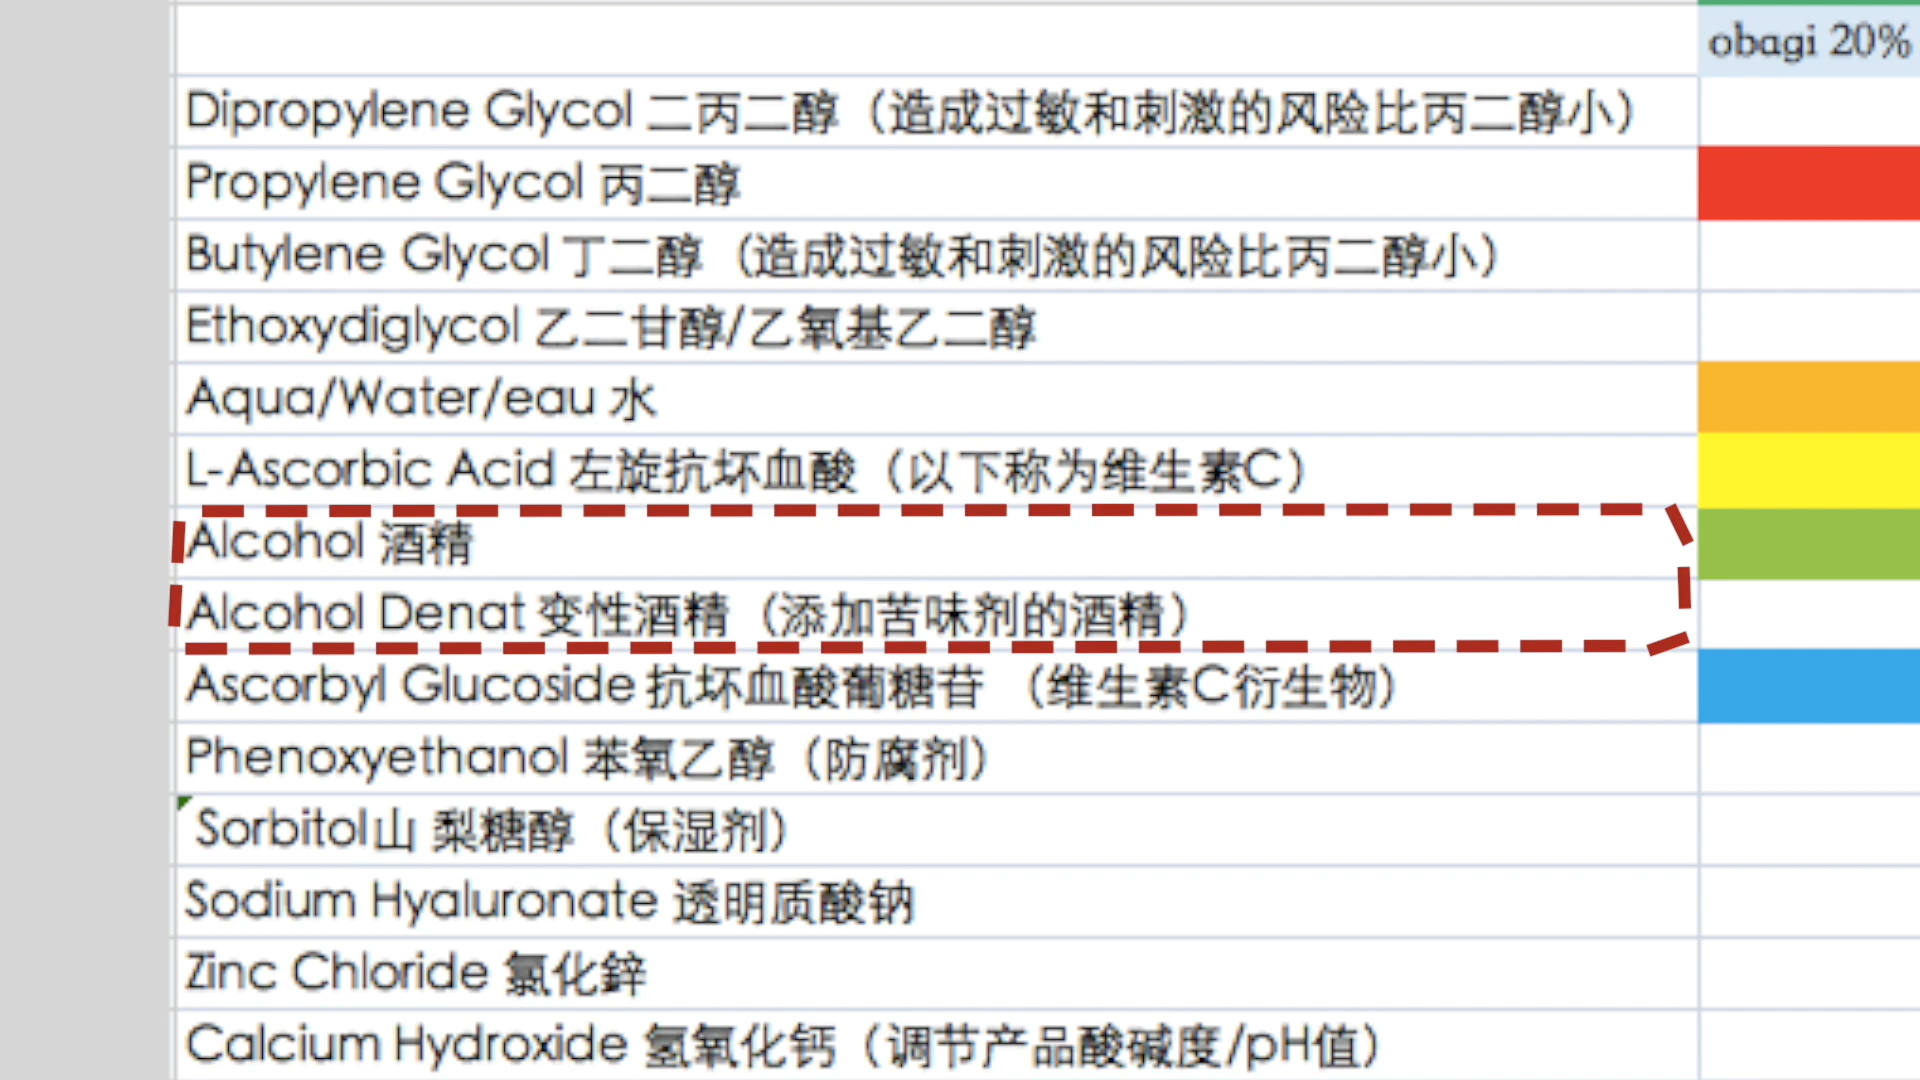 obagi 20%
Dipropylene Glycol 二丙二醇（造成过敏和刺激的风险比丙二醇小）
Propylene Glycol 丙二醇
Butylene Glycol 丁二醇（造成过敏和刺激的风险比丙二醇小）
Ethoxydiglycol 乙二甘醇/乙氧基乙二醇
Aqua/Water/eau 水
L-Ascorbic Acid 左旋抗坏血酸（以下称为维生素C）
Alcohol 酒精
Alcohol Denat 变性酒精（添加苦味剂的酒精）
Ascorbyl Glucoside 抗坏血酸葡糖苷 （维生素C衍生物）
Phenoxyethanol 苯氧乙醇（防腐剂）
Sorbitol山 梨糖醇（保湿剂）
Sodium Hyaluronate 透明质酸钠
Zinc Chloride 氯化鋅
Calcium Hydroxide 氢氧化钙（调节产品酸碱度/pH值）